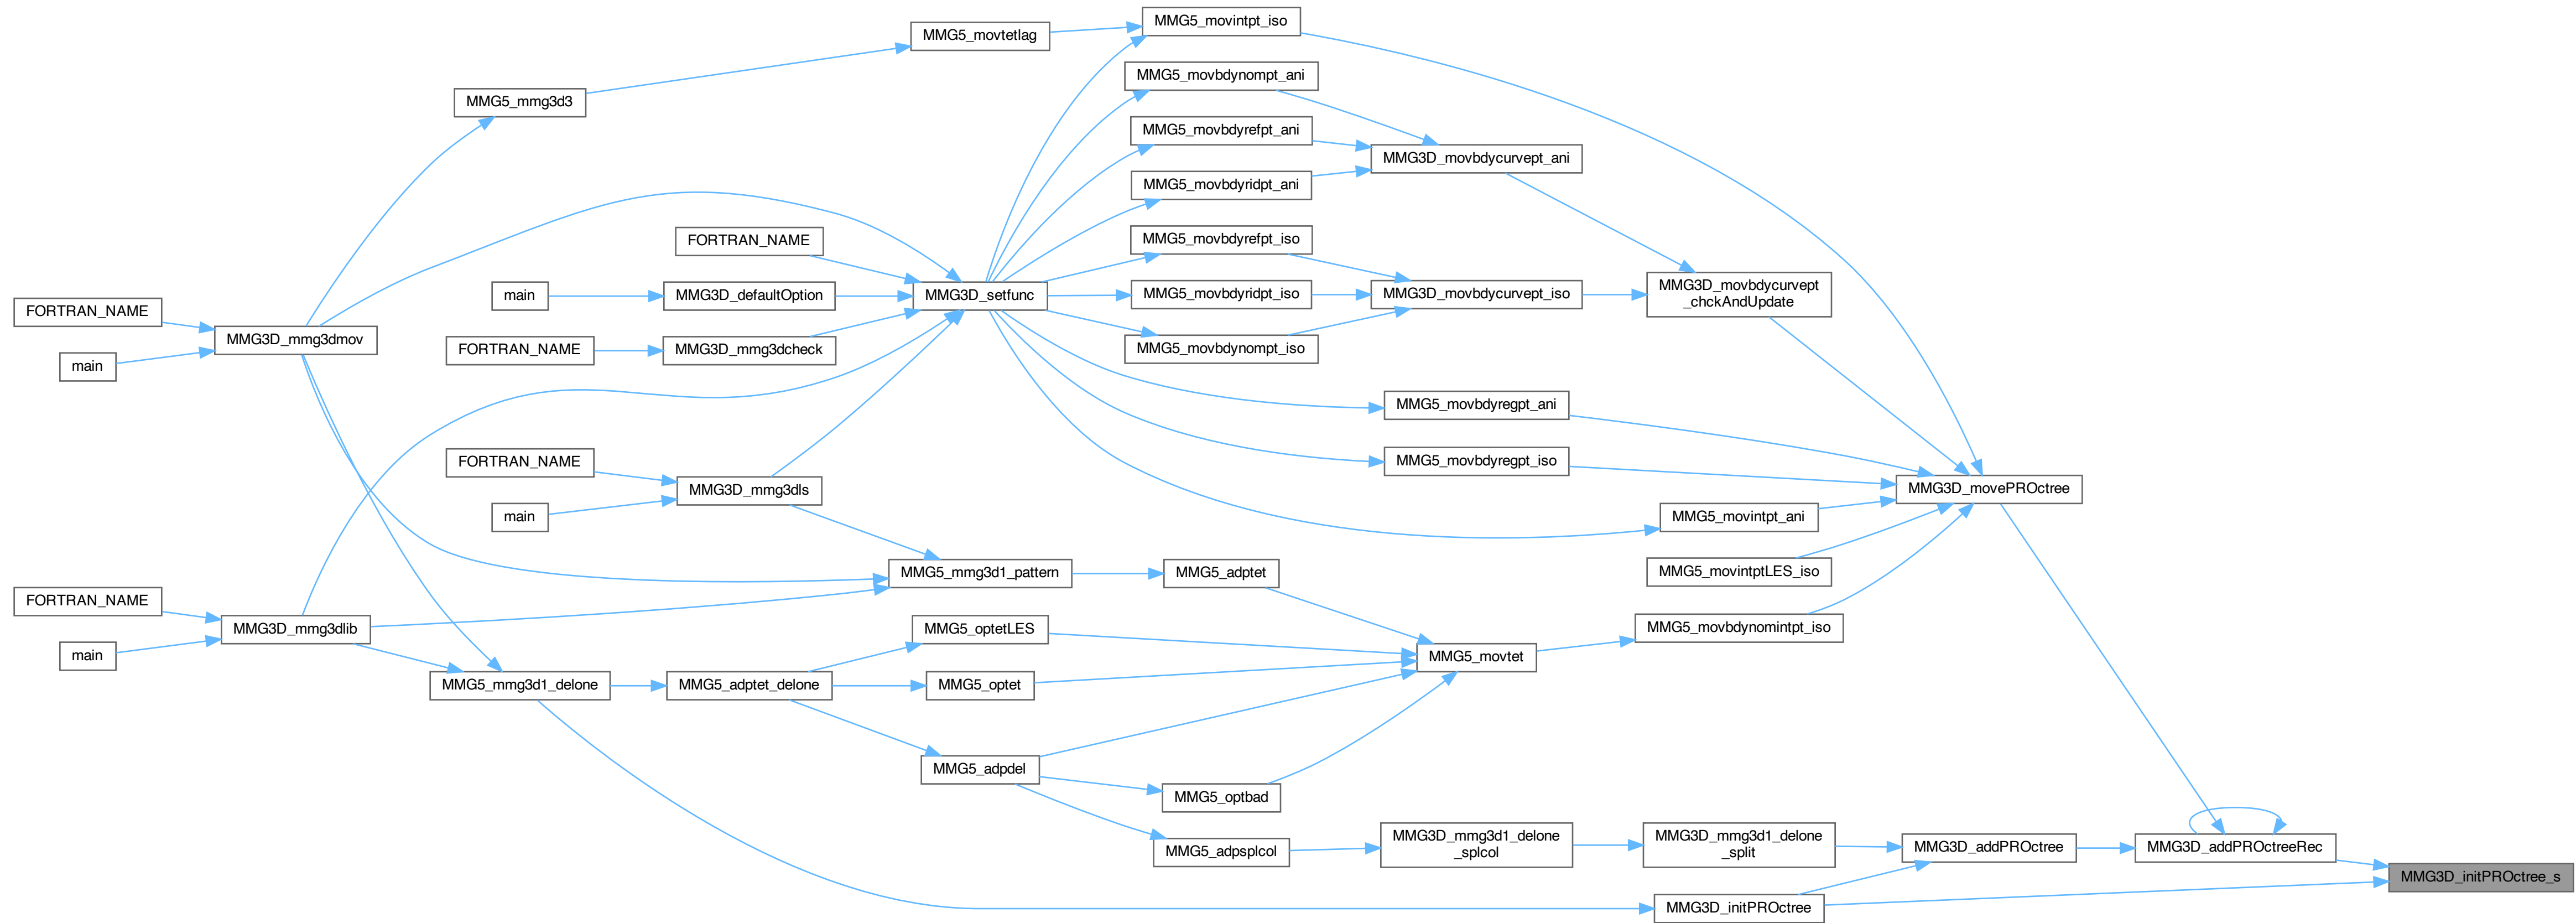 MMG5_movintpt_iso
MMG5_movtetlag
MMG5_movbdynompt_ani
MMG5_mmg3d3
MMG5_movbdyrefpt_ani
MMG3D_movbdycurvept_ani
MMG5_movbdyridpt_ani
FORTRAN_NAME
MMG5_movbdyrefpt_iso
main
MMG3D_defaultOption
MMG3D_setfunc
MMG5_movbdyridpt_iso
MMG3D_movbdycurvept_iso
MMG3D_movbdycurvept
_chckAndUpdate
FORTRAN_NAME
MMG3D_mmg3dmov
main
FORTRAN_NAME
MMG3D_mmg3dcheck
MMG5_movbdynompt_iso
MMG5_movbdyregpt_ani
MMG5_movbdyregpt_iso
FORTRAN_NAME
MMG3D_mmg3dls
main
MMG3D_movePROctree
MMG5_movintpt_ani
MMG5_movintptLES_iso
MMG5_mmg3d1_pattern
MMG5_adptet
FORTRAN_NAME
MMG3D_mmg3dlib
main
MMG5_optetLES
MMG5_movbdynomintpt_iso
MMG5_movtet
MMG5_mmg3d1_delone
MMG5_adptet_delone
MMG5_optet
MMG5_adpdel
MMG5_optbad
MMG5_adpsplcol
MMG3D_mmg3d1_delone
_splcol
MMG3D_mmg3d1_delone
_split
MMG3D_addPROctree
MMG3D_addPROctreeRec
MMG3D_initPROctree_s
MMG3D_initPROctree